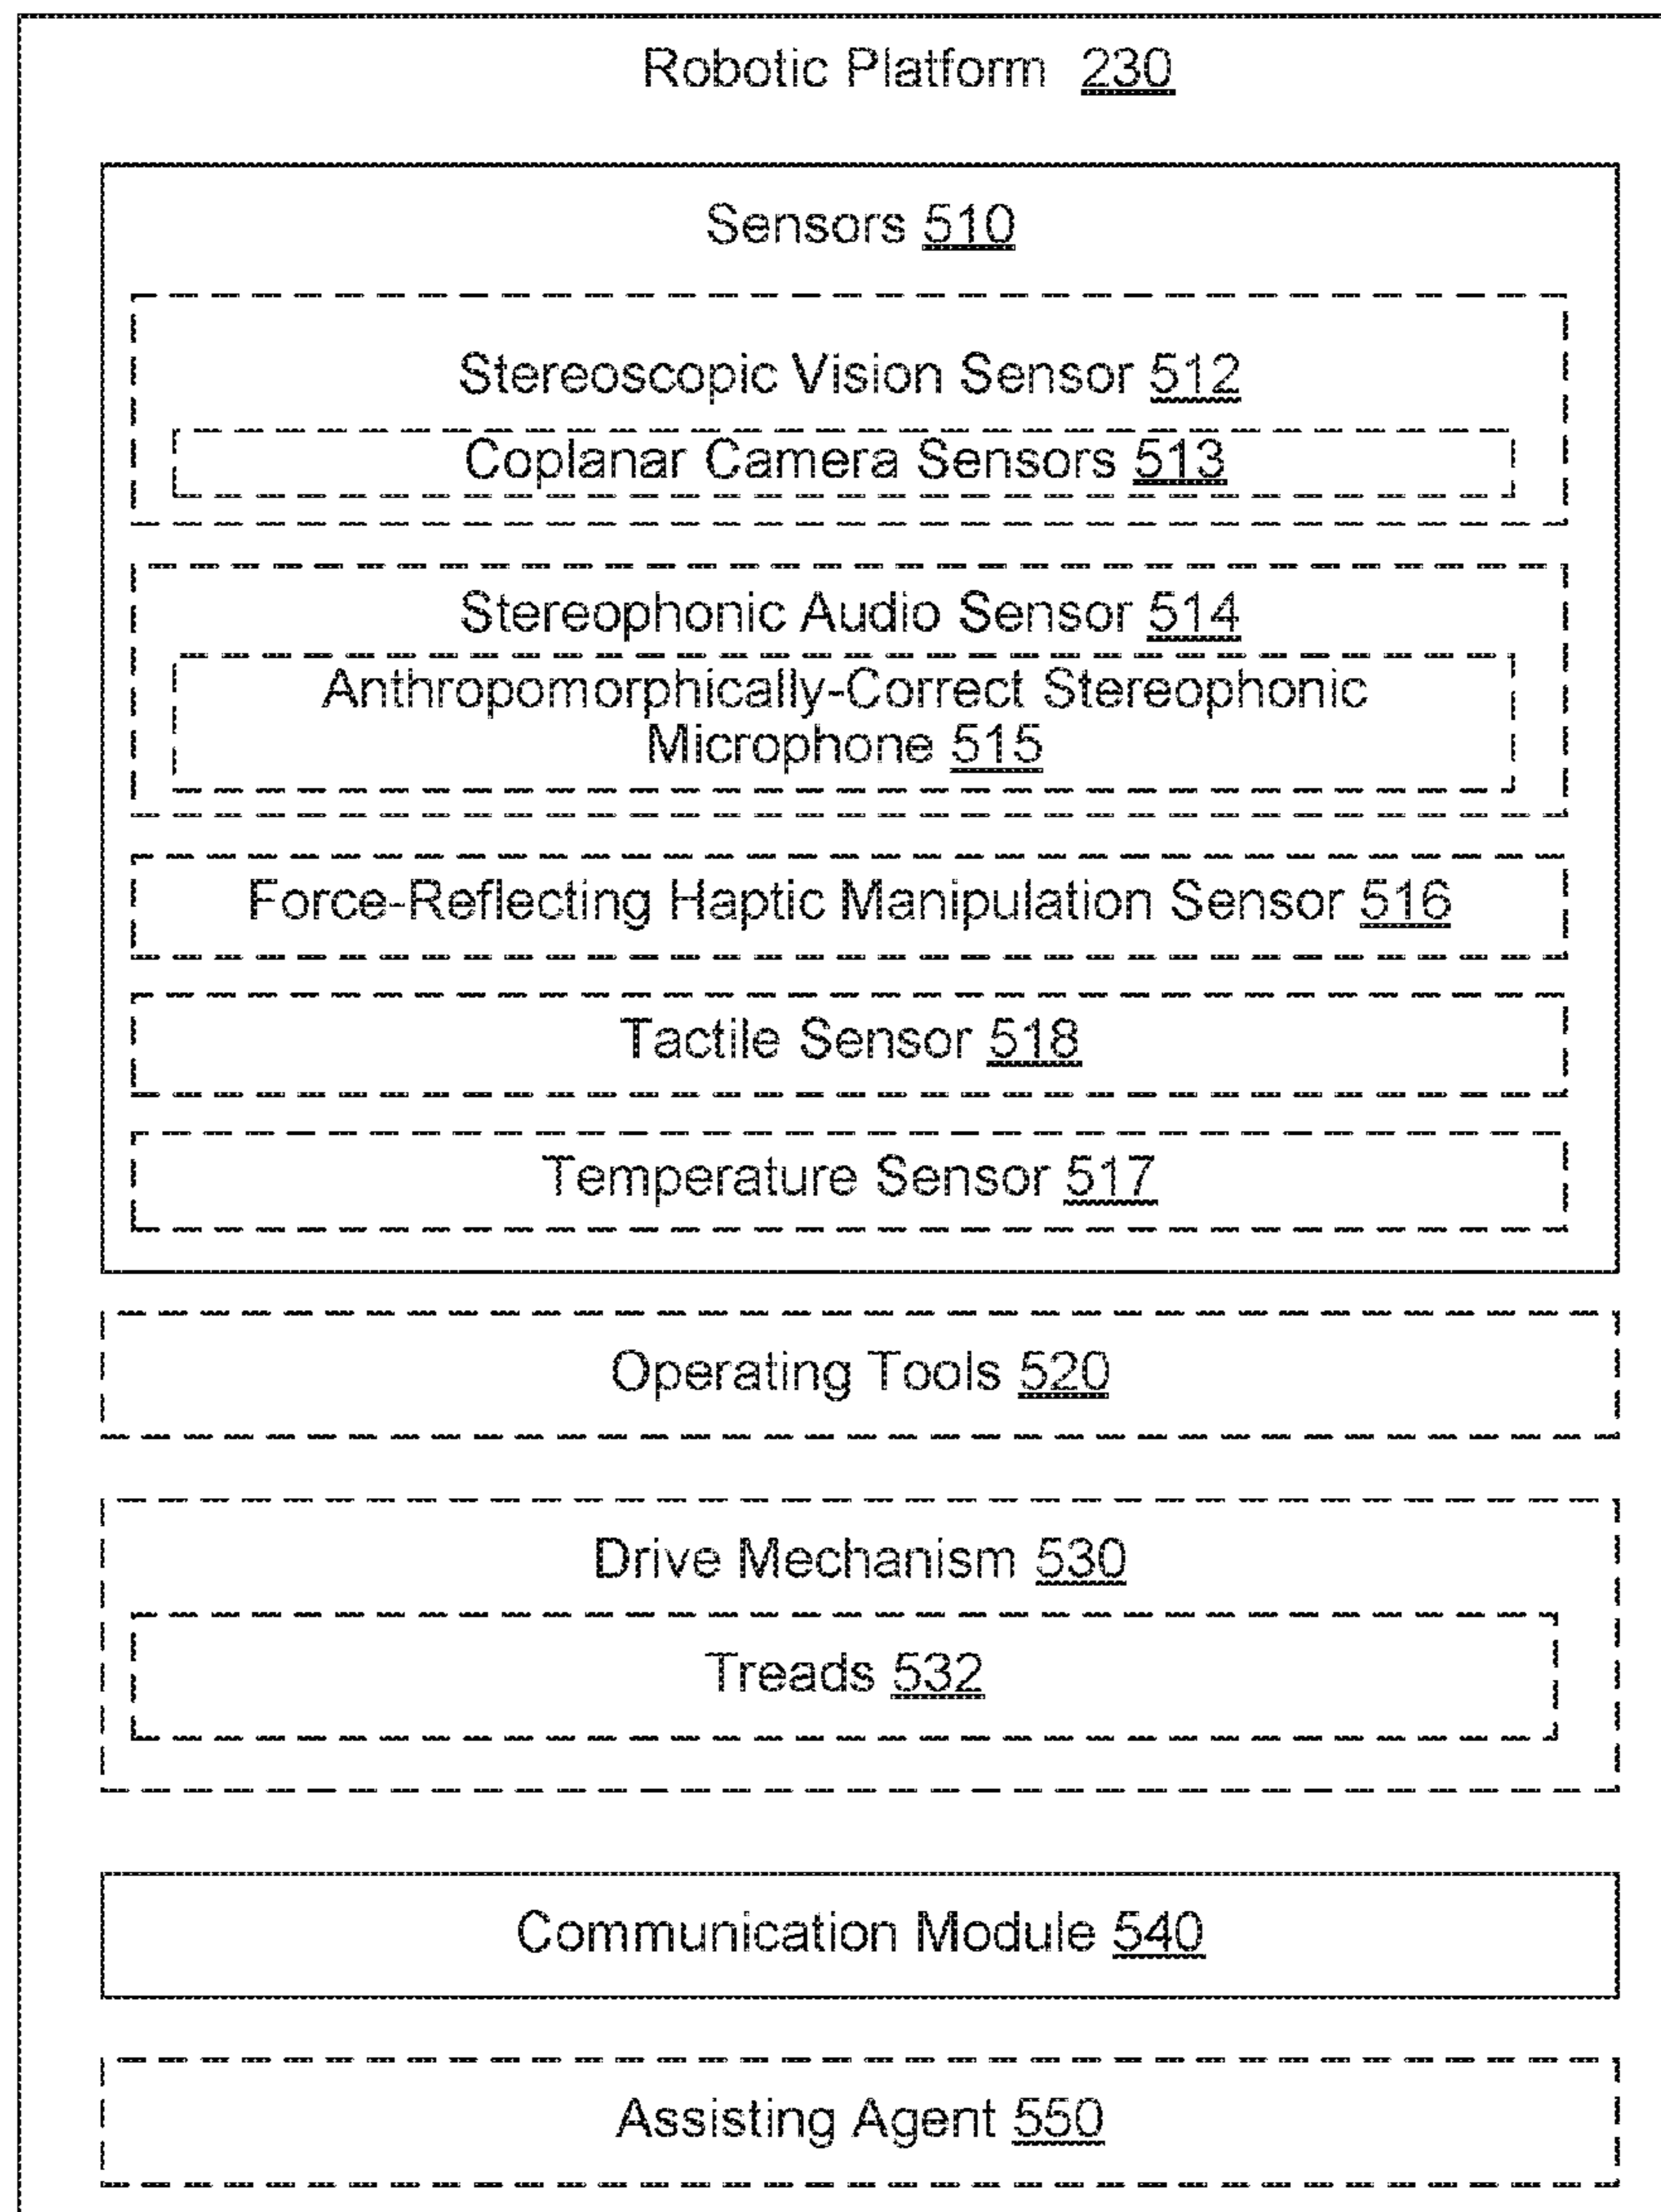 Robotic Platform 230
Sensors 510
Stereoscopic Vision Sensor 512
Coplanar Camera Sensors 513
Stereophonic Audio Sensor 514
Anthropomorphically-Correct Stereophonic
Microphone 515
Force-Reflecting Haptic Manipulation Sensor 516
Tactile Sensor 518
Temperature Sensor 517
Operating Tools 520
Drive Mechanism 530
Treads 532
Communication Module 540
Assisting Agent 550